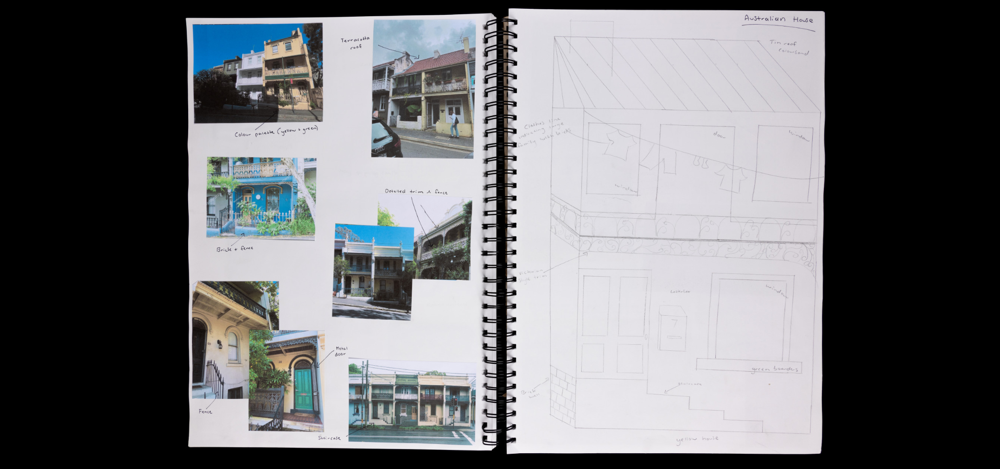 Terracotta
roof
Colour palette (yellow + green)
Brick + fence
Detailed trim & fence
Fence
Metal
door
Staircase
Australian House
Tin roof
Colourbond
Clothes line
indicating large
family with kids
window
door
window
Victorian
style trim
Letterbox
7
window
green boarders
Staircase
Brick
wall
yellow house